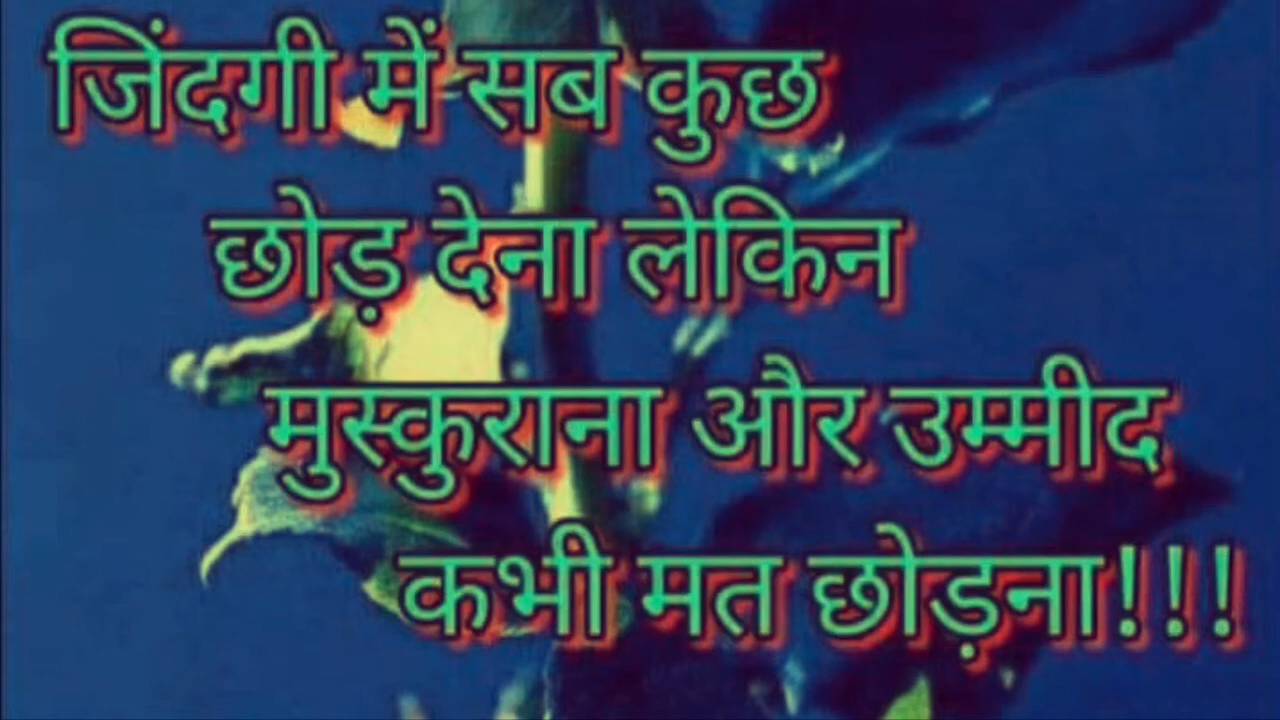 जिंदगी में सब कुछ
छोड़ देना लेकिन
मुस्कुराना और उम्मीद
कभी मत छोड़ना!!!